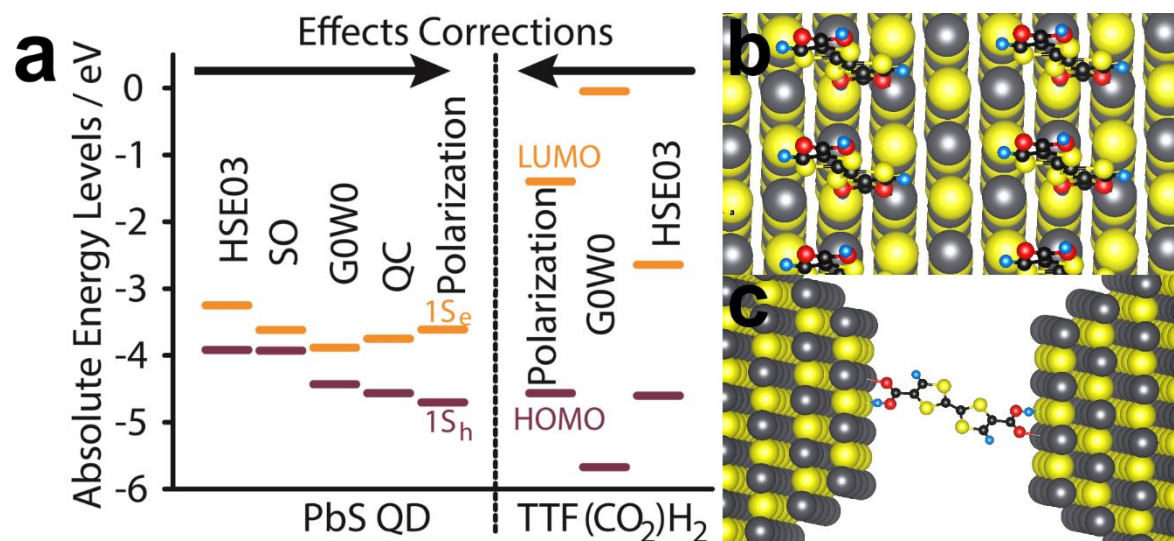 a
Effects Corrections
Absolute Energy Levels / eV
0
-1
-2
-3
-4
-5
-6
HSE03
SO
G0W0
QC
Polarization
1Se
1Sh
LUMO
Polarization
G0W0
HSE03
HOMO
PbS QD
TTF(CO2)H2
b
a
c